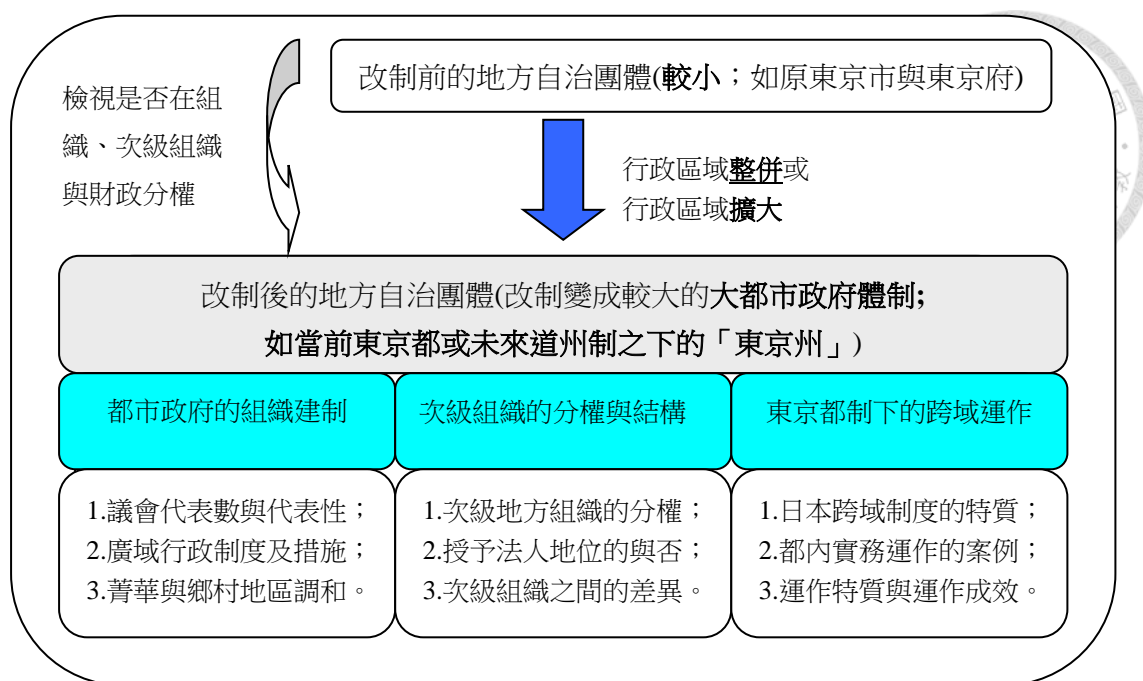 改制前的地方自治團體(較小；如原東京市與東京府)
檢視是否在組
織、次級組織
與財政分權
行政區域整併或
行政區域擴大
改制後的地方自治團體(改制變成較大的大都市政府體制;
如當前東京都或未來道州制之下的「東京州」)
都市政府的組織建制
次級組織的分權與結構
東京都制下的跨域運作
1.議會代表數與代表性；
2.廣域行政制度及措施；
3.菁華與鄉村地區調和。
1.次級地方組織的分權；
2.授予法人地位的與否；
3.次級組織之間的差異。
1.日本跨域制度的特質；
2.都內實務運作的案例；
3.運作特質與運作成效。